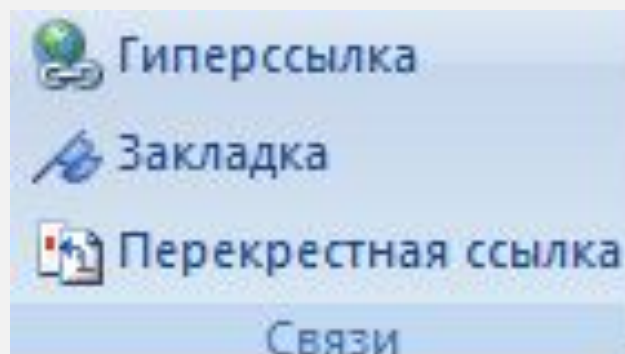 Гиперссылка
Закладка
Перекрестная ссылка
Связи